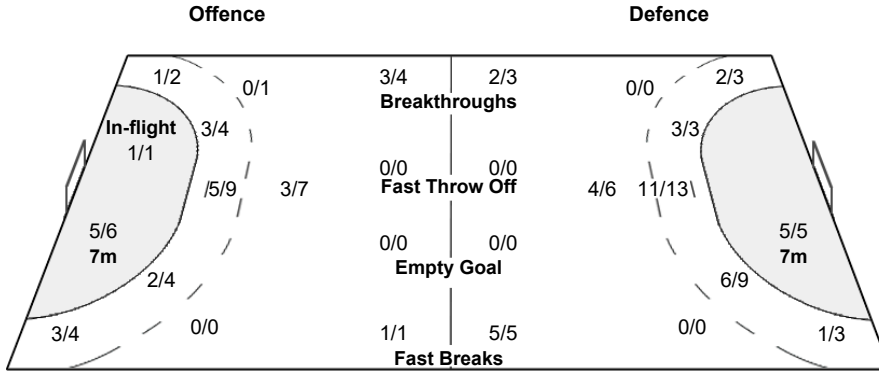 Offence Defence
1/2 0/1 3/4 2/3 0/0 2/3
Breakthroughs
In-flight 3/4 3/3
1/1
0/0 0/0
5/9 3/7 Fast Throw Off 4/6 11/13
5/6 0/0 0/0 5/5
7m Empty Goal 7m
2/4 6/9
3/4 0/0 1/1 5/5 0/0 1/3
Fast Breaks